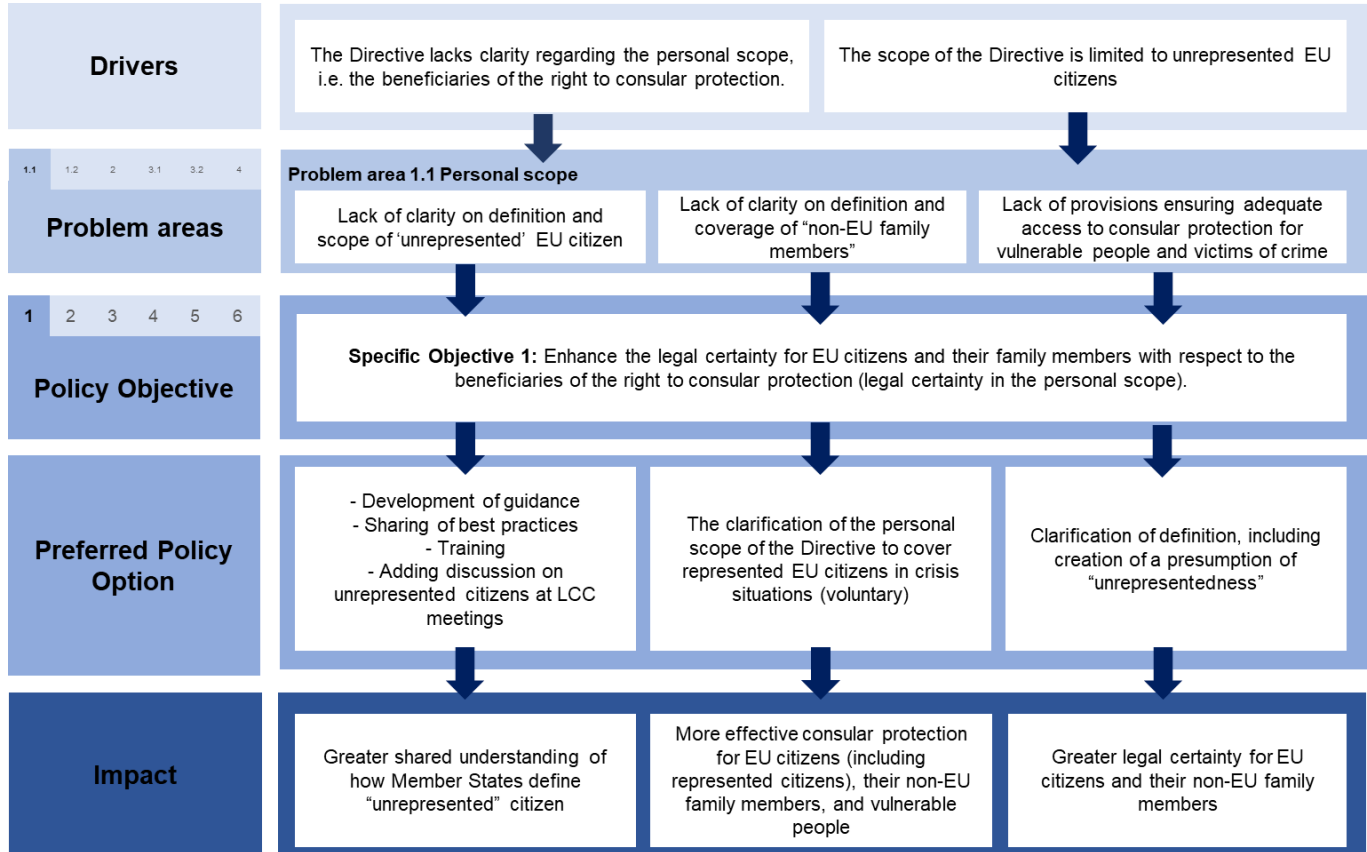 Drivers
The Directive lacks clarity regarding the personal scope,
i.e. the beneficiaries of the right to consular protection.
The scope of the Directive is limited to unrepresented EU
citizens
1.1 1.2 2 3.1 3.2 4
Problem areas
Problem area 1.1 Personal scope
Lack of clarity on definition and
scope of ‘unrepresented’ EU citizen
Lack of clarity on definition and
coverage of “non-EU family
members”
Lack of provisions ensuring adequate
access to consular protection for
vulnerable people and victims of crime
1 2 3 4 5 6
Policy Objective
Specific Objective 1: Enhance the legal certainty for EU citizens and their family members with respect to the
beneficiaries of the right to consular protection (legal certainty in the personal scope).
Preferred Policy
Option
- Development of guidance
- Sharing of best practices
- Training
- Adding discussion on
unrepresented citizens at LCC
meetings
The clarification of the personal
scope of the Directive to cover
represented EU citizens in crisis
situations (voluntary)
Clarification of definition, including
creation of a presumption of
“unrepresentedness”
Impact
Greater shared understanding of
how Member States define
“unrepresented” citizen
More effective consular protection
for EU citizens (including
represented citizens), their non-EU
family members, and vulnerable
people
Greater legal certainty for EU
citizens and their non-EU family
members